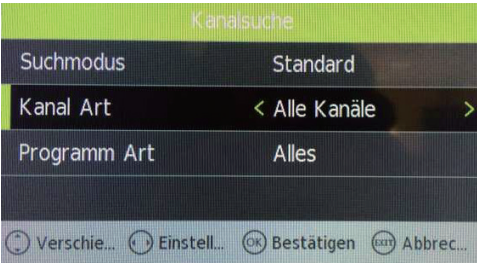 Kanalsuche
Suchmodus Standard
Kanal Art < Alle Kanäle >
Programm Art Alles
Verschie... Einstell... OK Bestätigen EXIT Abbrec...